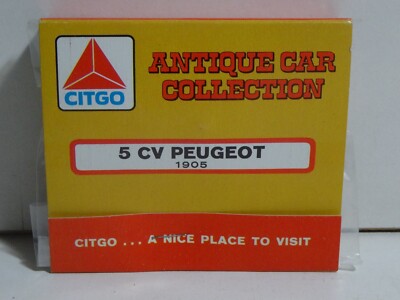 CITGO
ANTIQUE CAR
COLLECTION
5 CV PEUGEOT
1905
CITGO . . . A NICE PLACE TO VISIT